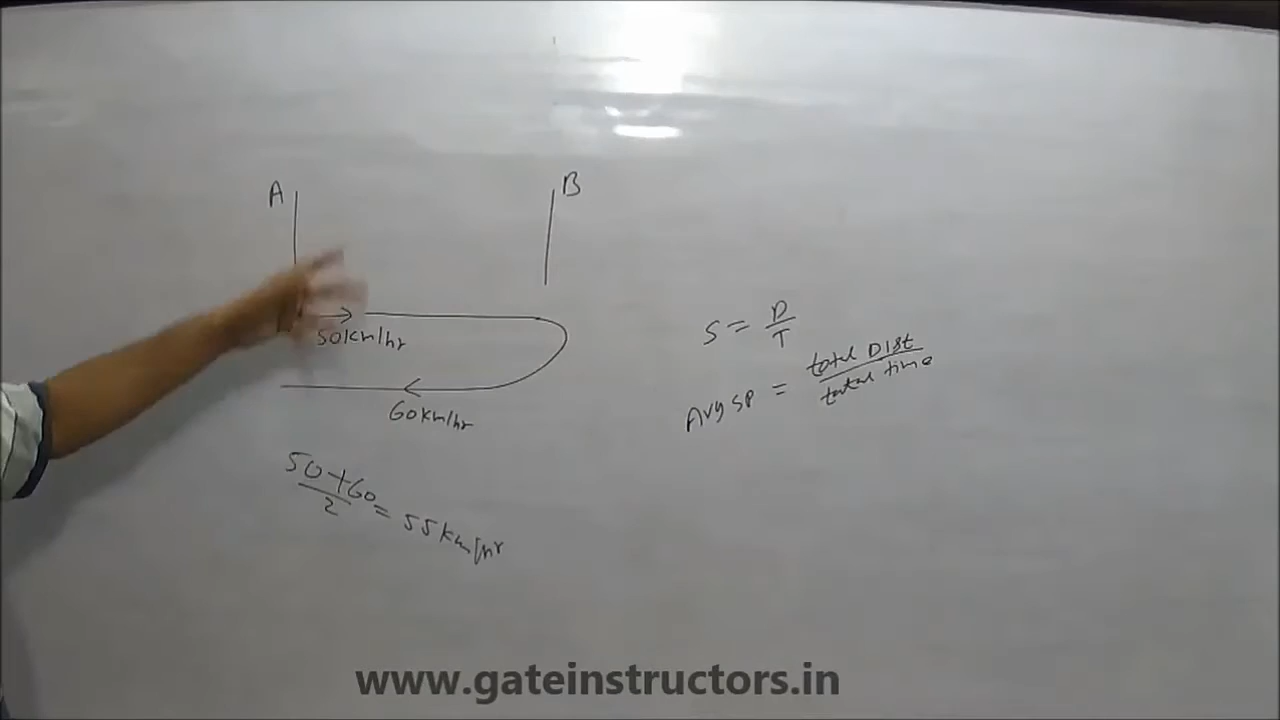 A
B
50km/hr
60km/hr
50+60
2
= 55km/hr
S = D
T
Avg SP = total Dist
total time
www.gateinstructors.in